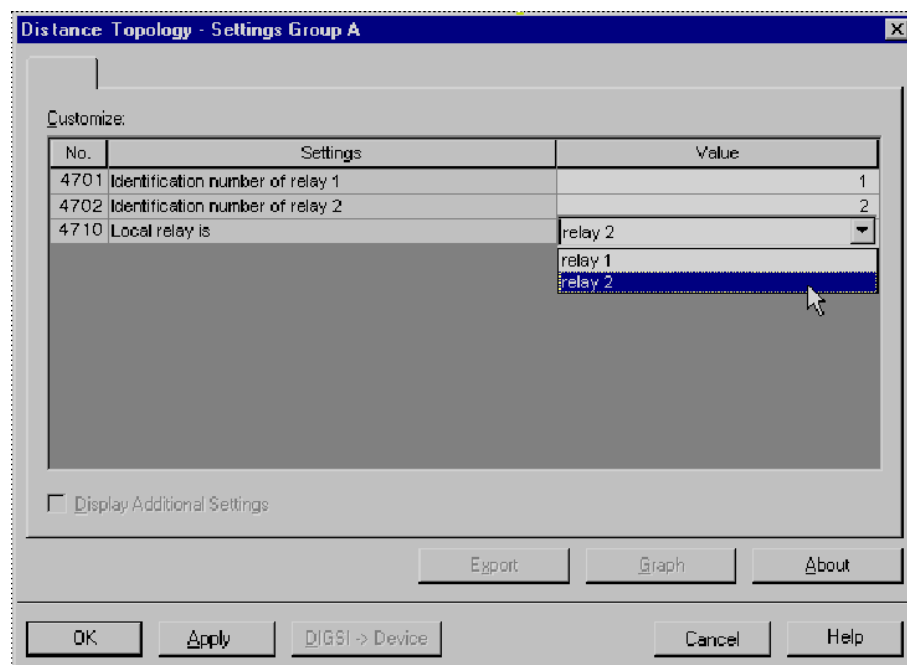 Distance Topology - Settings Group A
Customize:
No. Settings Value
4701 Identification number of relay 1 1
4702 Identification number of relay 2 2
4710 Local relay is relay 2
relay 1
relay 2
Display Additional Settings
Export Graph About
OK Apply DIGSI -> Device Cancel Help